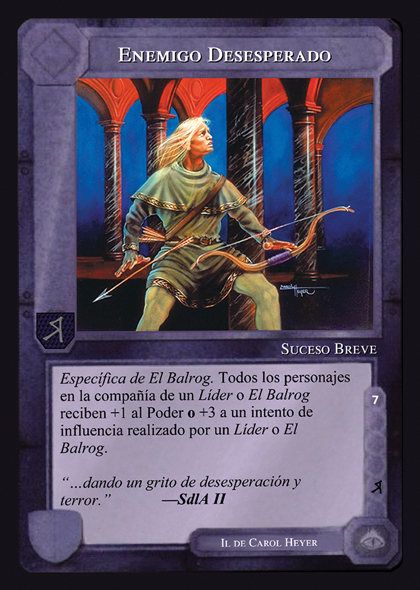 Enemigo Desesperado
Suceso Breve
Específica de El Balrog. Todos los personajes
en la compañía de un Líder o El Balrog
reciben +1 al Poder o +3 a un intento de
influencia realizado por un Líder o El
Balrog.
7
“...dando un grito de desesperación y
terror.” —SdlA II
Il de Carol Heyer